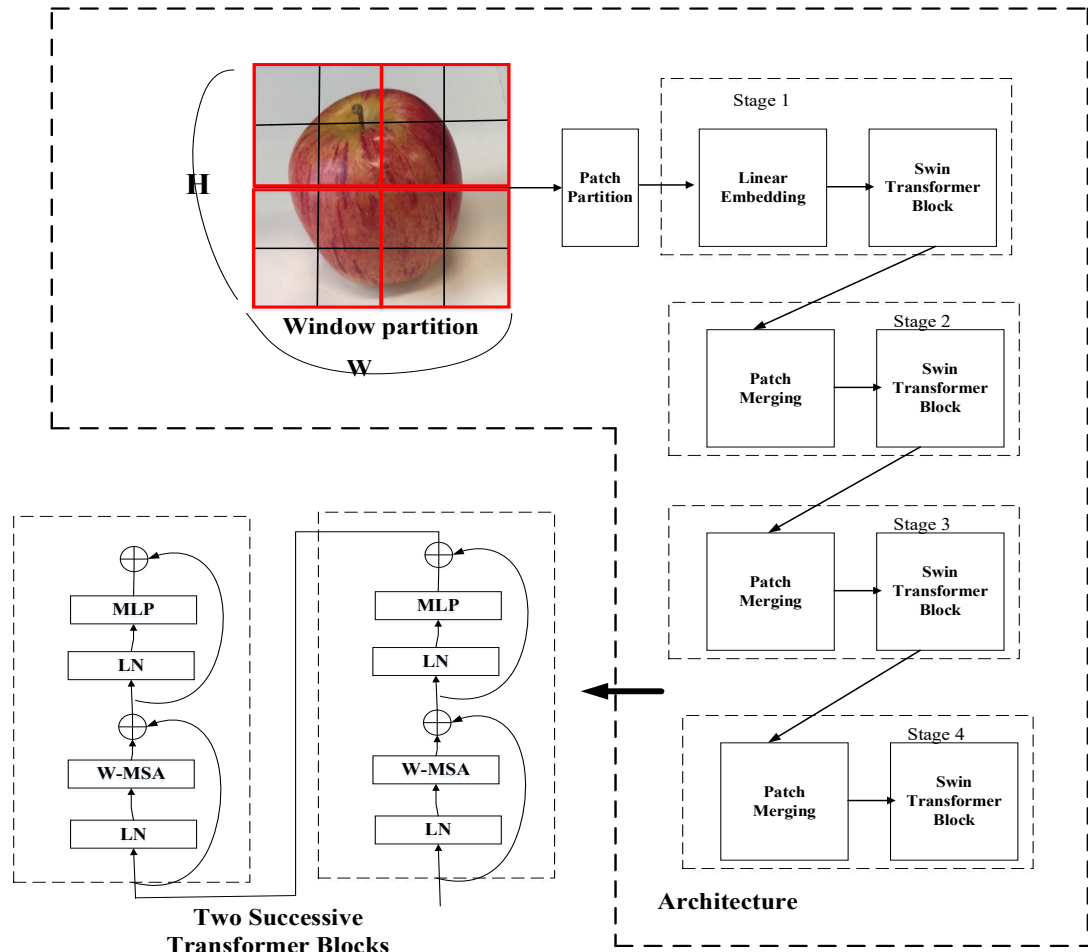 H
Window partition
W
Patch
Partition
Stage 1
Linear
Embedding
Swin
Transformer
Block
Stage 2
Patch
Merging
Swin
Transformer
Block
Stage 3
Patch
Merging
Swin
Transformer
Block
Stage 4
Patch
Merging
Swin
Transformer
Block
Architecture
MLP
LN
W-MSA
LN
MLP
LN
W-MSA
LN
Two Successive
Transformer Blocks